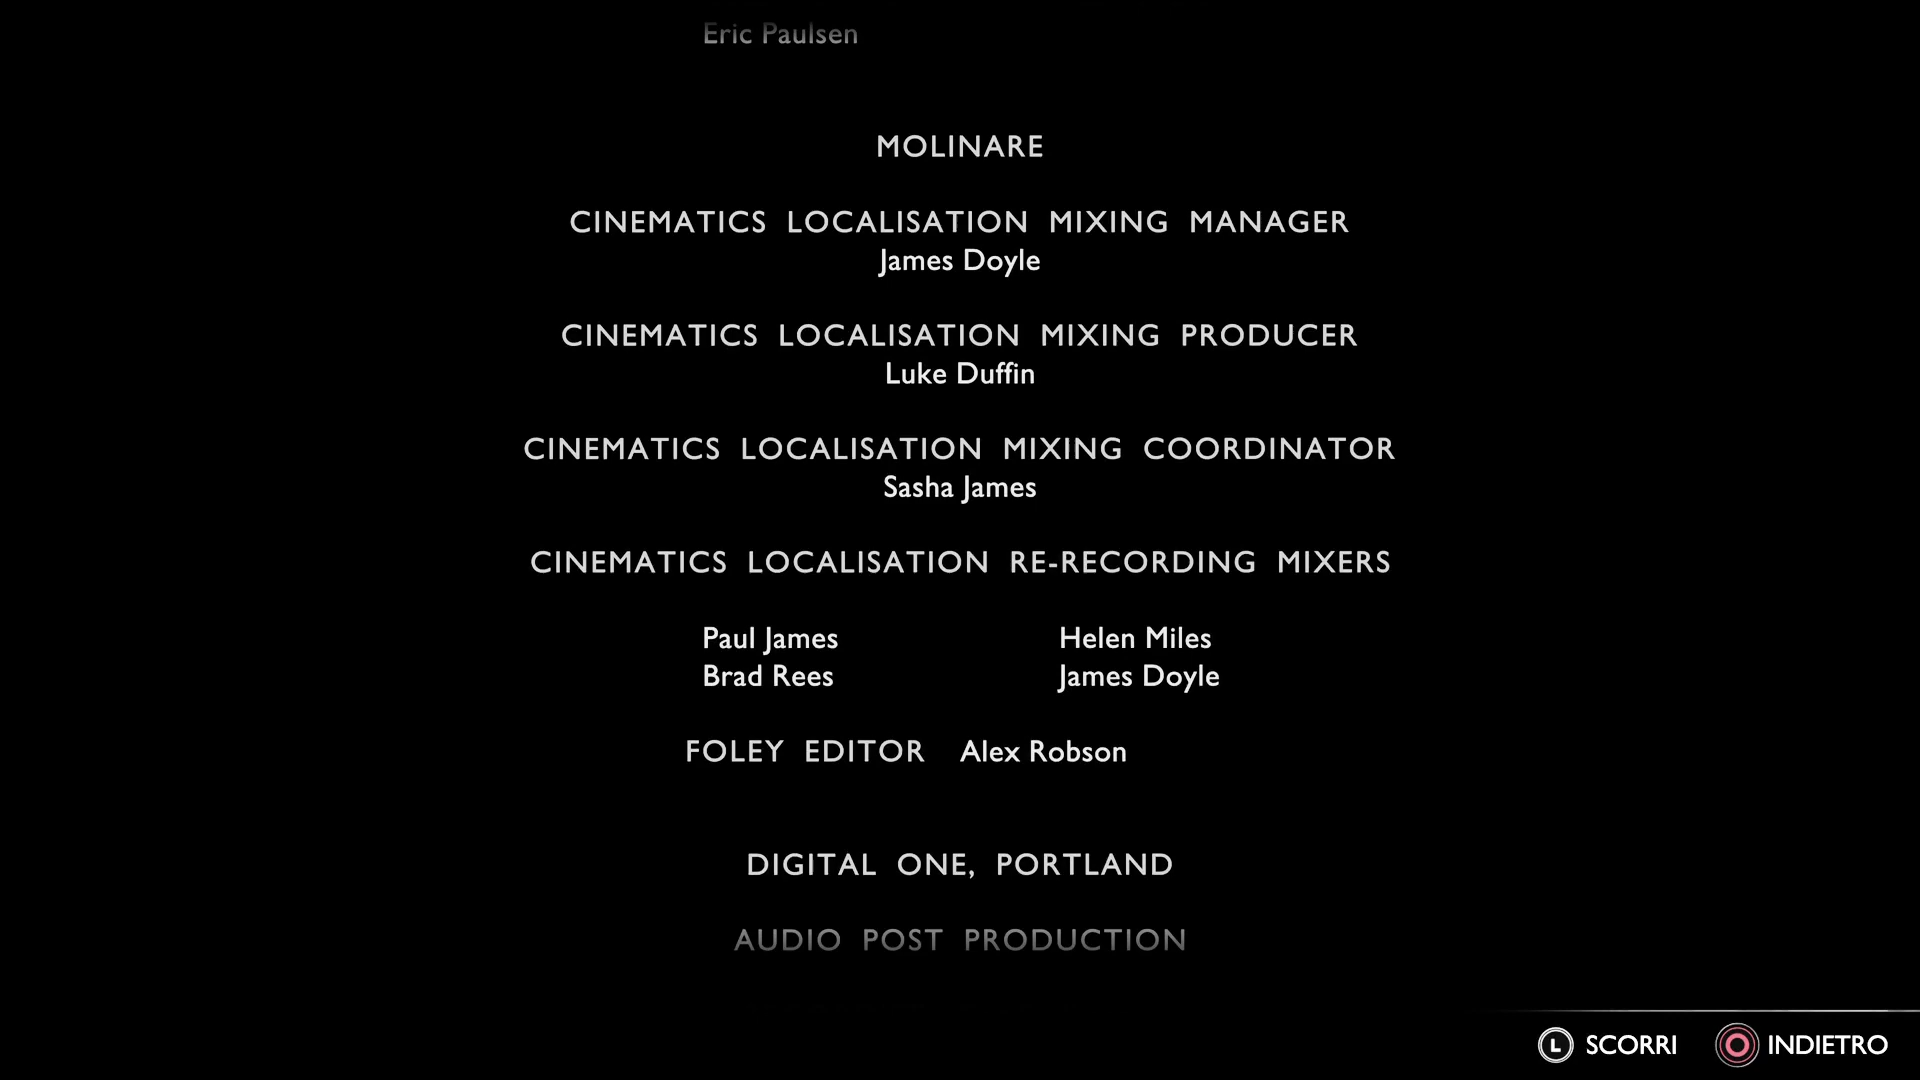 Eric Paulsen
MOLINARE
CINEMATICS LOCALISATION MIXING MANAGER
James Doyle
CINEMATICS LOCALISATION MIXING PRODUCER
Luke Duffin
CINEMATICS LOCALISATION MIXING COORDINATOR
Sasha James
CINEMATICS LOCALISATION RE-RECORDING MIXERS
Paul James Helen Miles
Brad Rees James Doyle
FOLEY EDITOR Alex Robson
DIGITAL ONE, PORTLAND
AUDIO POST PRODUCTION
L SCORRI INDIETRO